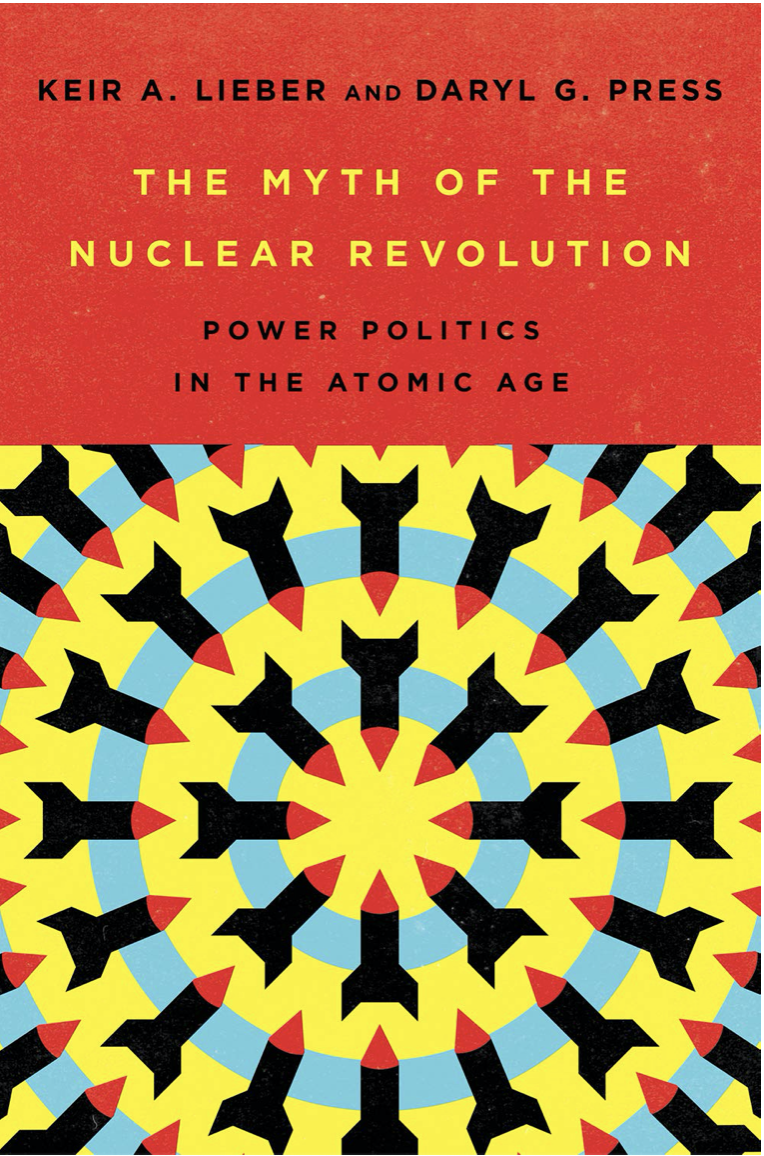 KEIR A. LIEBER AND DARYL G. PRESS
THE MYTH OF THE
NUCLEAR REVOLUTION
POWER POLITICS
IN THE ATOMIC AGE